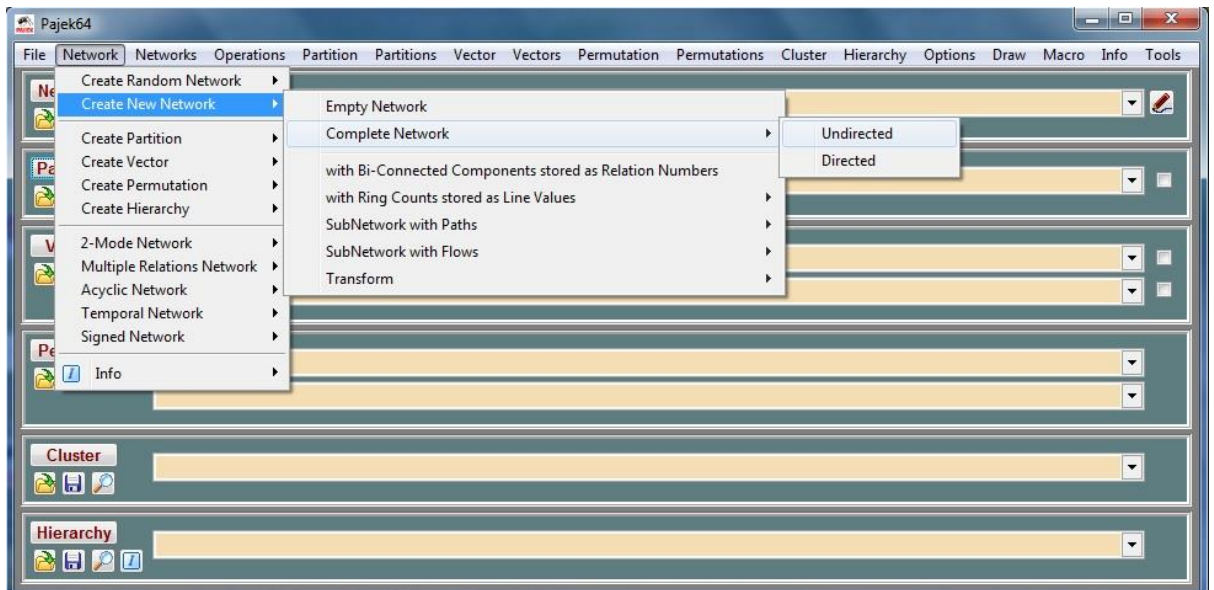 Pajek64
File Network Networks Operations Partition Partitions Vector Vectors Permutation Permutations Cluster Hierarchy Options Draw Macro Info Tools
Create Random Network
Create New Network
Create Partition
Create Vector
Create Permutation
Create Hierarchy
2-Mode Network
Multiple Relations Network
Acyclic Network
Temporal Network
Signed Network
Info
Empty Network
Complete Network
with Bi-Connected Components stored as Relation Numbers
with Ring Counts stored as Line Values
SubNetwork with Paths
SubNetwork with Flows
Transform
Undirected
Directed
Ne
Pa
V
Pe
Cluster
Hierarchy